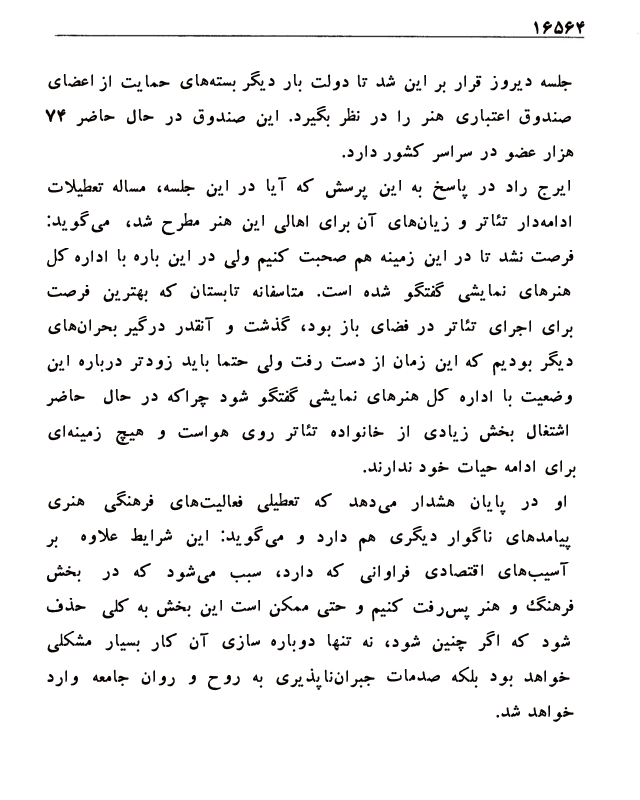 ۱۶۵۶۴
جلسه دیروز قرار بر این شد تا دولت بار دیگر بسته‌های حمایت از اعضای
صندوق اعتباری هنر را در نظر بگیرد. این صندوق در حال حاضر ۷۴
هزار عضو در سراسر کشور دارد.
ایرج راد در پاسخ به این پرسش که آیا در این جلسه، مساله تعطیلات
ادامه‌دار تئاتر و زیان‌های آن برای اهالی این هنر مطرح شد، می‌گوید:
فرصت نشد تا در این زمینه هم صحبت کنیم ولی در این باره با اداره کل
هنرهای نمایشی گفتگو شده است. متاسفانه تابستان که بهترین فرصت
برای اجرای تئاتر در فضای باز بود، گذشت و آنقدر درگیر بحران‌های
دیگر بودیم که این زمان از دست رفت ولی حتما باید زودتر درباره این
وضعیت با اداره کل هنرهای نمایشی گفتگو شود چراکه در حال حاضر
اشتغال بخش زیادی از خانواده تئاتر روی هواست و هیچ زمینه‌ای
برای ادامه حیات خود ندارند.
او در پایان هشدار می‌دهد که تعطیلی فعالیت‌های فرهنگی هنری
پیامدهای ناگوار دیگری هم دارد و می‌گوید: این شرایط علاوه بر
آسیب‌های اقتصادی فراوانی که دارد، سبب می‌شود که در بخش
فرهنگ و هنر پس‌رفت کنیم و حتی ممکن است این بخش به کلی حذف
شود که اگر چنین شود، نه تنها دوباره سازی آن کار بسیار مشکلی
خواهد بود بلکه صدمات جبران‌ناپذیری به روح و روان جامعه وارد
خواهد شد.